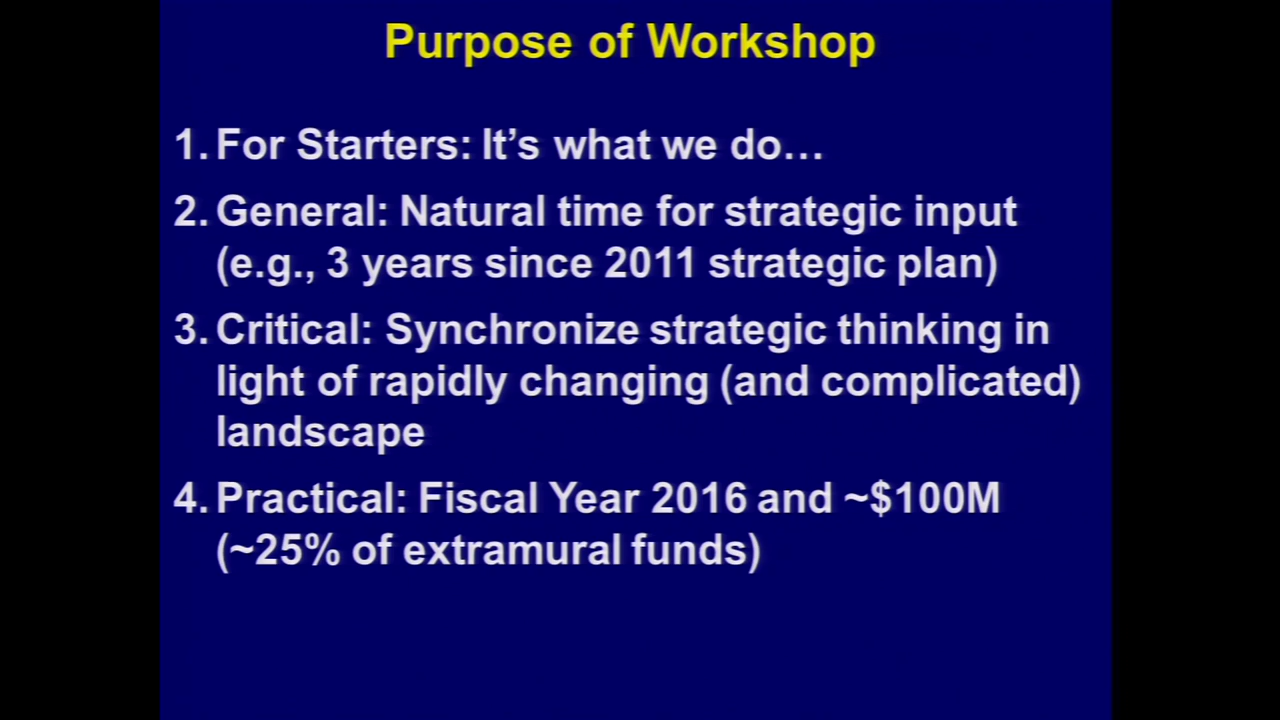 Purpose of Workshop
1. For Starters: It’s what we do…
2. General: Natural time for strategic input
(e.g., 3 years since 2011 strategic plan)
3. Critical: Synchronize strategic thinking in
light of rapidly changing (and complicated)
landscape
4. Practical: Fiscal Year 2016 and ~$100M
(~25% of extramural funds)